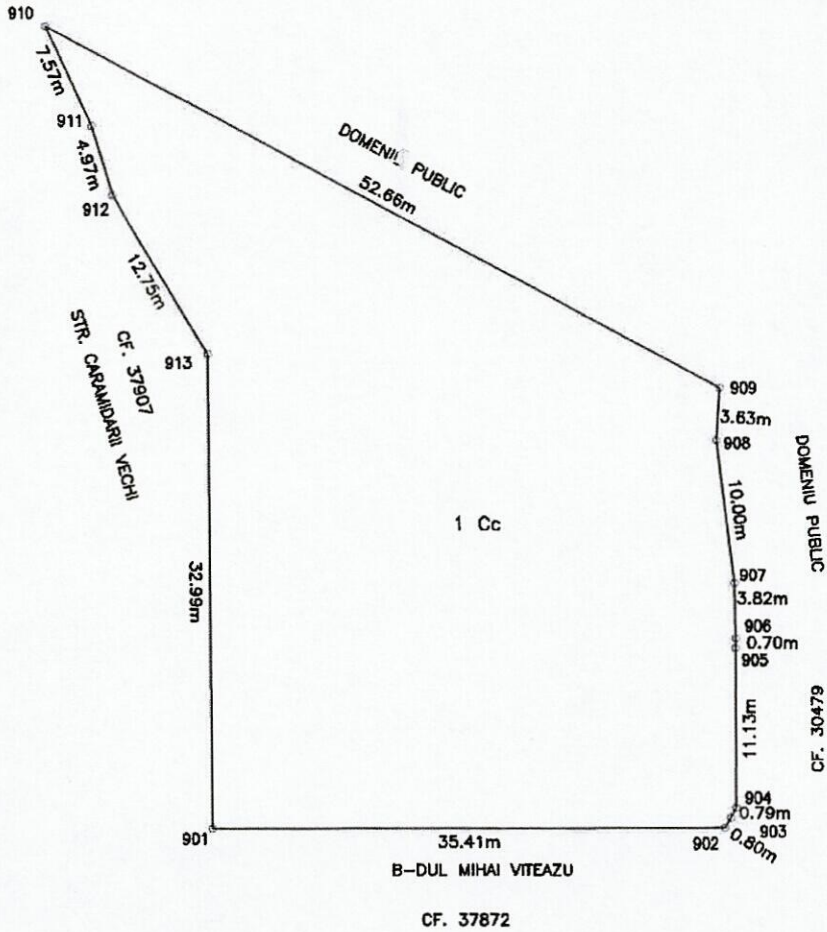 910
7.57m
911
4.97m
912
12.75m
913
DOMENIU PUBLIC
52.66m
STR. CARAMIDARII VECHI
CF. 37907
909
3.63m
908
10.00m
DOMENIU PUBLIC
1 Cc
907
3.82m
906
0.70m
905
32.99m
11.13m
CF. 30479
904
0.79m
903
0.80m
902
901
35.41m
B-DUL MIHAI VITEAZU
CF. 37872